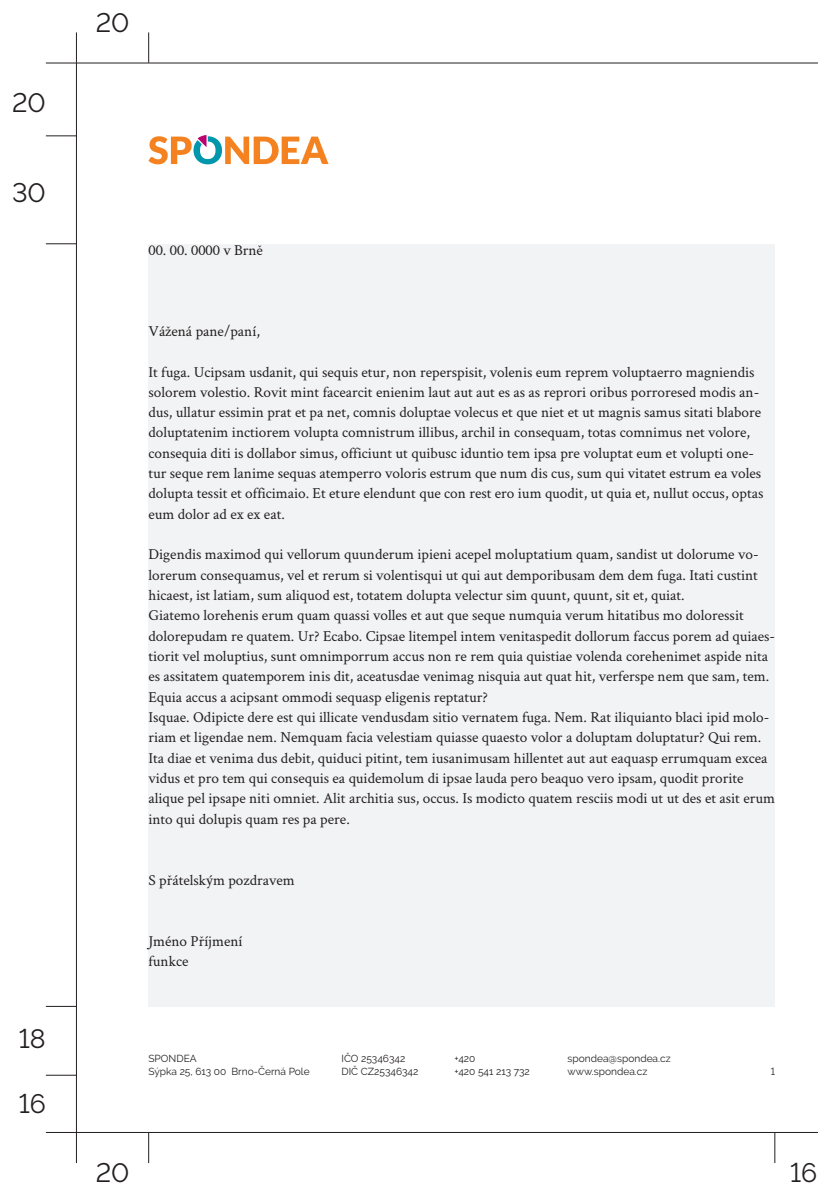 20
20
SPONDEA
30
00. 00. 0000 v Brně
Vážená pane/paní,
It fuga. Ucipsam usdanit, qui sequis etur, non reperspisit, volenis eum reprem voluptaerro magniendis
solorem volestio. Rovit mint facearcit enienim laut aut aut es as as reprori oribus porroresed modis an-
dus, ullatur essimin prat et pa net, comnis doluptae volecus et que niet et ut magnis samus sitati blabore
doluptatenim inctiorem volupta comnistrum illibus, archil in consequam, totas comnimus net volore,
consequia diti is dollabor simus, officiunt ut quibusc iduntio tem ipsa pre voluptat eum et volupti one-
tur seque rem lanime sequas atemperro voloris estrum que num dis cus, sum qui vitatet estrum ea voles
dolupta tessit et officimaio. Et eture elendunt que con rest ero ium quodit, ut quia et, nullut occus, optas
eum dolor ad ex ex eat.
Digendis maximod qui vellorum quunderum ipieni acepel moluptatium quam, sandist ut dolorume vo-
lorerum consequamus, vel et rerum si volentisqui ut qui aut demporibusam dem dem fuga. Itati custint
hicaest, ist latiam, sum aliquod est, totatem dolupta velectur sim quunt, quunt, sit et, quiat.
Giatemo lorehenis erum quam quassi volles et aut que seque numquia verum hitatibus mo doloressit
dolorepudam re quatem. Ur? Ecabo. Cipsae litempel intem venitaspedit dollorum faccus porem ad quiaes-
tiorit vel moluptius, sunt omnimporrum accus non re rem quia quistiae volenda corehenimet aspide nita
es assitatem quatemporem inis dit, aceatusdae venimag nisquia aut quat hit, verferspe nem que sam, tem.
Equia accus a acipsant ommodi sequasp eligenis reptatur?
Isquae. Odipicte dere est qui illicate vendusdam sitio vernatem fuga. Nem. Rat iliquianto blaci ipid molo-
riam et ligendae nem. Nemquam facia velestiam quiasse quaesto volor a doluptam doluptatur? Qui rem.
Ita diae et venima dus debit, quiduci pitint, tem iusanimusam hillentet aut aut eaquasp errumquam excea
vidus et pro tem qui consequis ea quidemolum di ipsae lauda pero beaquo vero ipsam, quodit prorite
alique pel ipsape niti omniet. Alit architia sus, occus. Is modicto quatem resciis modi ut ut des et asit erum
into qui dolupis quam res pa pere.
S přátelským pozdravem
Jméno Příjmení
funkce
18
SPONDEA IČO 25346342 +420 spondea@spondea.cz
Sýpka 25, 613 00 Brno-Černá Pole DIČ CZ25346342 +420 541 213 732 www.spondea.cz 1
16
20 16